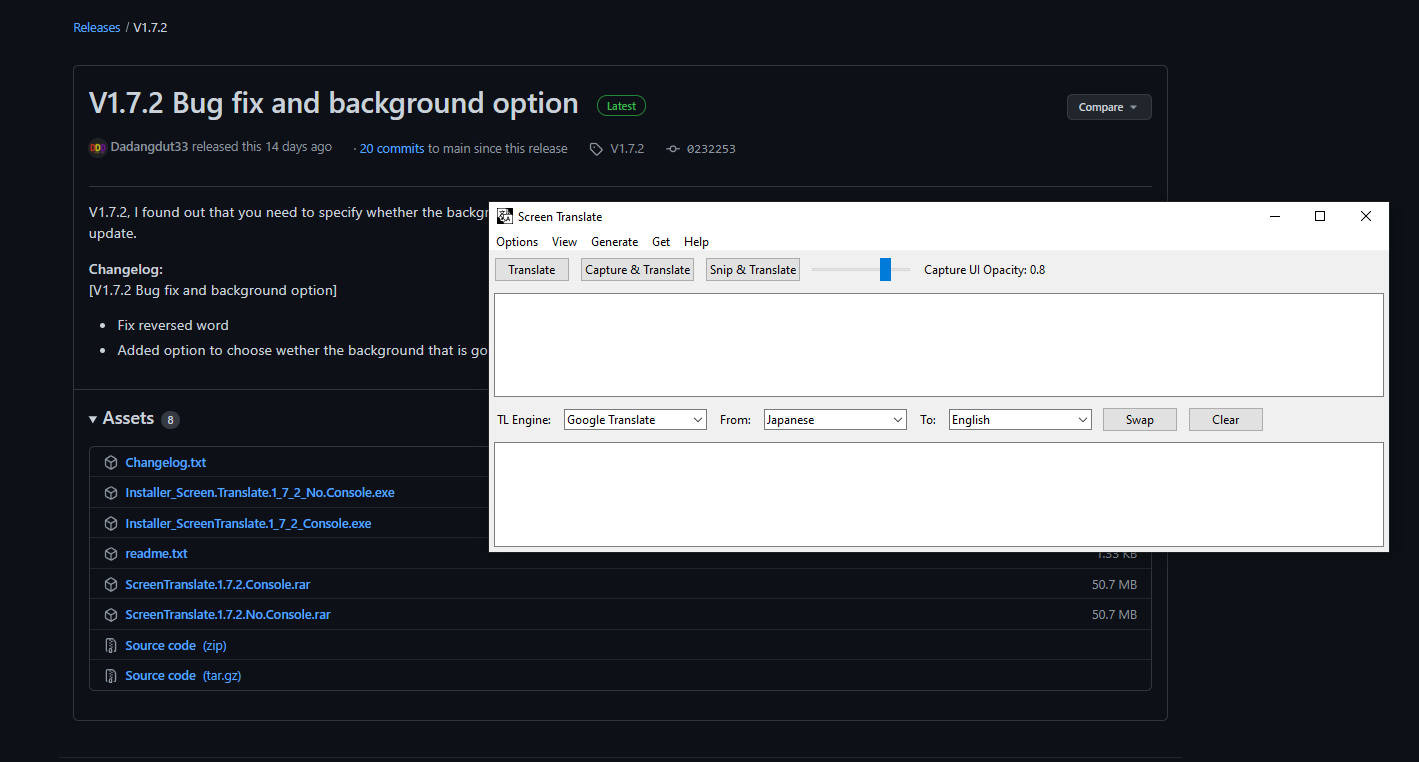 Releases / V1.7.2
V1.7.2 Bug fix and background option Latest
Compare
Dadangdut33 released this 14 days ago · 20 commits to main since this release V1.7.2 0232253
V1.7.2, I found out that you need to specify whether the
update.
Changelog:
[V1.7.2 Bug fix and background option]
Fix reversed word
Added option to choose wether the background that is
Assets 8
Changelog.txt
Installer_Screen.Translate.1_7_2_No.Console.exe
Installer_ScreenTranslate.1_7_2_Console.exe
readme.txt 1.33 KB
ScreenTranslate.1.7.2.Console.rar 50.7 MB
ScreenTranslate.1.7.2.No.Console.rar 50.7 MB
Source code (zip)
Source code (tar.gz)
Screen Translate
Options View Generate Get Help
Translate Capture & Translate Snip & Translate Capture UI Opacity: 0.8
TL Engine: Google Translate From: Japanese To: English Swap Clear